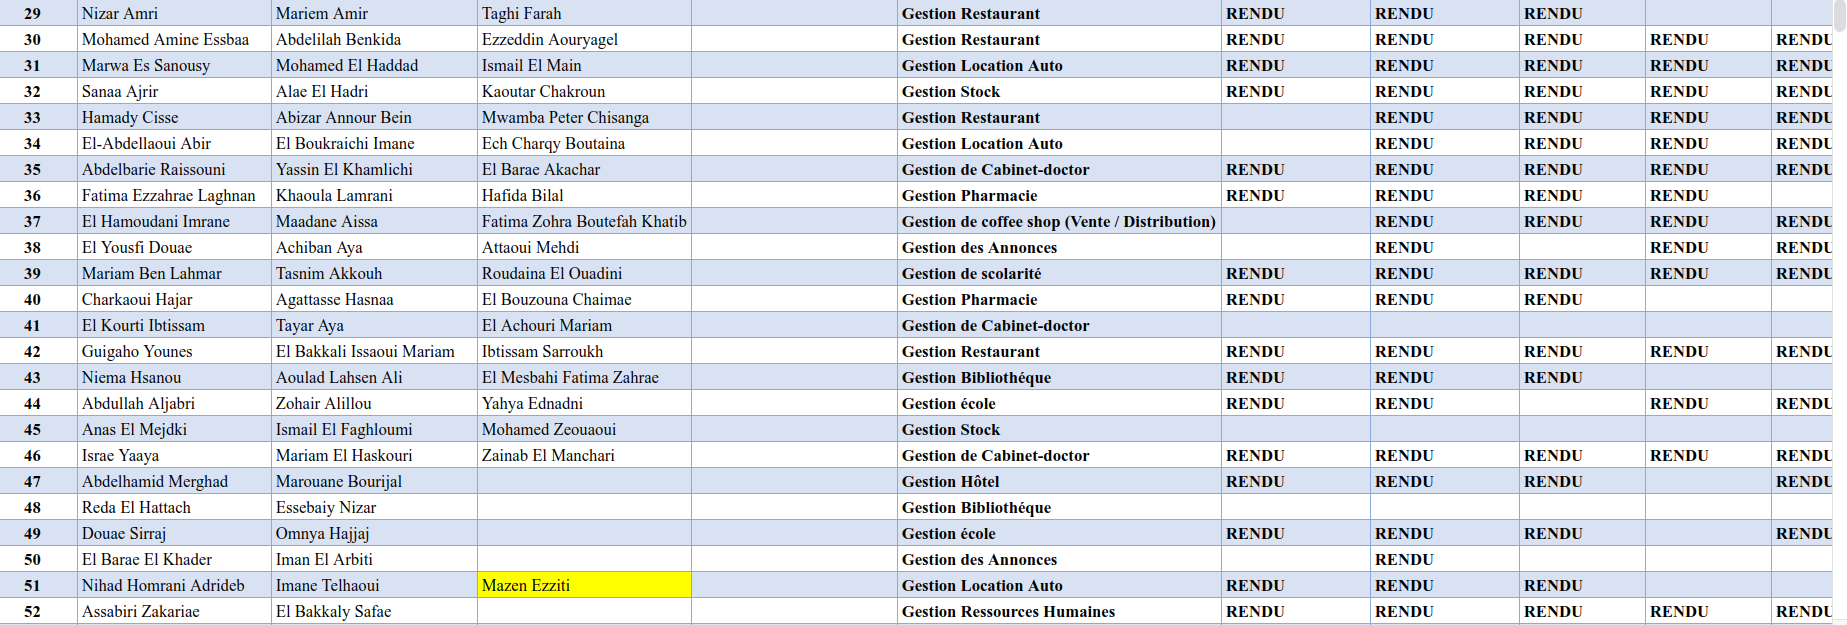 29 Nizar Amri Mariem Amir Taghi Farah Gestion Restaurant RENDU RENDU RENDU
30 Mohamed Amine Essbaa Abdelilah Benkida Ezzeddin Aouryagel Gestion Restaurant RENDU RENDU RENDU RENDU RENDU
31 Marwa Es Sanousy Mohamed El Haddad Ismail El Main Gestion Location Auto RENDU RENDU RENDU RENDU RENDU
32 Sanaa Ajrir Alae El Hadri Kaoutar Chakroun Gestion Stock RENDU RENDU RENDU RENDU RENDU
33 Hamady Cisse Abizar Annour Bein Mwamba Peter Chisanga Gestion Restaurant RENDU RENDU RENDU RENDU
34 El-Abdellaoui Abir El Boukraichi Imane Ech Charqy Boutaina Gestion Location Auto RENDU RENDU RENDU RENDU
35 Abdelbarie Raissouni Yassin El Khamlichi El Barae Akachar Gestion de Cabinet-doctor RENDU RENDU RENDU RENDU RENDU
36 Fatima Ezzahrae Laghnan Khaoula Lamrani Hafida Bilal Gestion Pharmacie RENDU RENDU RENDU RENDU
37 El Hamoudani Imrane Maadane Aissa Fatima Zohra Boutefah Khatib Gestion de coffee shop (Vente / Distribution) RENDU RENDU RENDU RENDU
38 El Yousfi Douae Achiban Aya Attaoui Mehdi Gestion des Annonces RENDU RENDU RENDU
39 Mariam Ben Lahmar Tasnim Akkouh Roudaina El Ouadini Gestion de scolarité RENDU RENDU RENDU RENDU RENDU
40 Charkaoui Hajar Agattasse Hasnaa El Bouzouna Chaimae Gestion Pharmacie RENDU RENDU RENDU
41 El Kourti Ibtissam Tayar Aya El Achouri Mariam Gestion de Cabinet-doctor
42 Guigaho Younes El Bakkali Issaoui Mariam Ibtissam Sarroukh Gestion Restaurant RENDU RENDU RENDU RENDU RENDU
43 Niema Hsanou Aoulad Lahsen Ali El Mesbahi Fatima Zahrae Gestion Bibliothéque RENDU RENDU RENDU
44 Abdullah Aljabri Zohair Alillou Yahya Ednadni Gestion école RENDU RENDU RENDU RENDU
45 Anas El Mejdki Ismail El Faghloumi Mohamed Zeouaoui Gestion Stock
46 Israe Yaaya Mariam El Haskouri Zainab El Manchari Gestion de Cabinet-doctor RENDU RENDU RENDU RENDU RENDU
47 Abdelhamid Merghad Marouane Bourijal Gestion Hôtel RENDU RENDU RENDU RENDU
48 Reda El Hattach Essebaiy Nizar Gestion Bibliothéque
49 Douae Sirraj Omnya Hajjaj Gestion école RENDU RENDU RENDU RENDU
50 El Barae El Khader Iman El Arbiti Gestion des Annonces RENDU
51 Nihad Homrani Adrideb Imane Telhaoui Mazen Ezziti Gestion Location Auto RENDU RENDU RENDU
52 Assabiri Zakariae El Bakkaly Safae Gestion Ressources Humaines RENDU RENDU RENDU RENDU RENDU